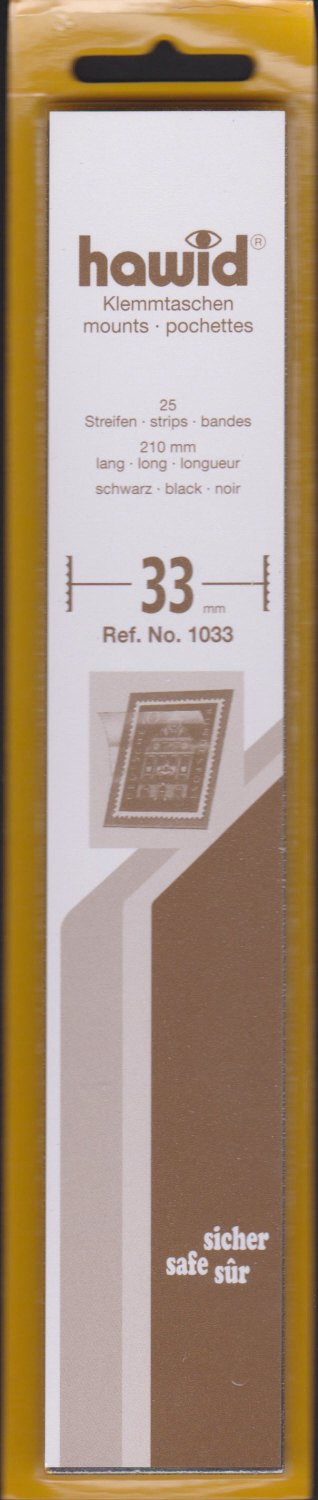 hawid®
Klemmtaschen
mounts · pochettes
25
Streifen · strips · bandes
210 mm
lang · long · longueur
schwarz · black · noir
33 mm
Ref. No. 1033
sicher
safe sûr